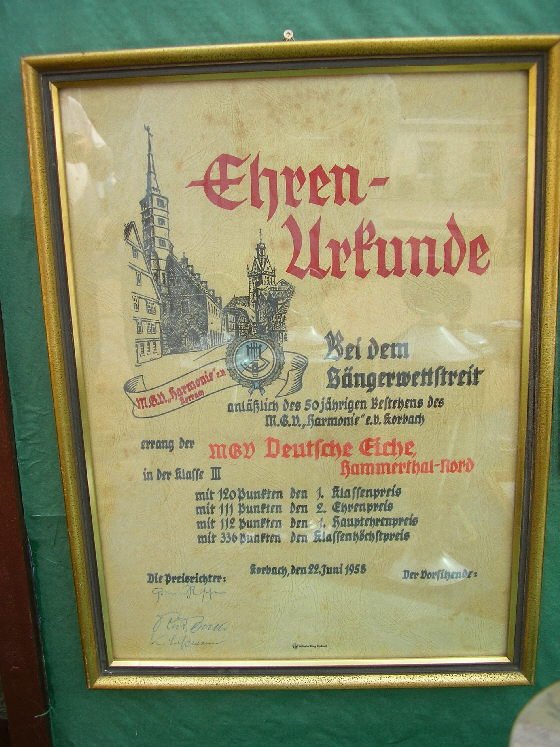 Ehren-
Urkunde
M.G.V. „Harmonie" e.V.
Korbach
Bei dem
Sängerwettstreit
anläßlich des 50 jährigen Bestehens des
M.G.V. „Harmonie" e.V. Korbach
errang der MGV Deutsche Eiche,
Hammerthal-Nord
in der Klasse III
mit 120 Punkten den 1. Klassenpreis
mit 111 Punkten den 2. Ehrenpreis
mit 112 Punkten den 1. Hauptehrenpreis
mit 336 Punkten den Klassenhöchstpreis
Korbach, den 22. Juni 1958
Die Preisrichter:
Der Vorsitzende: